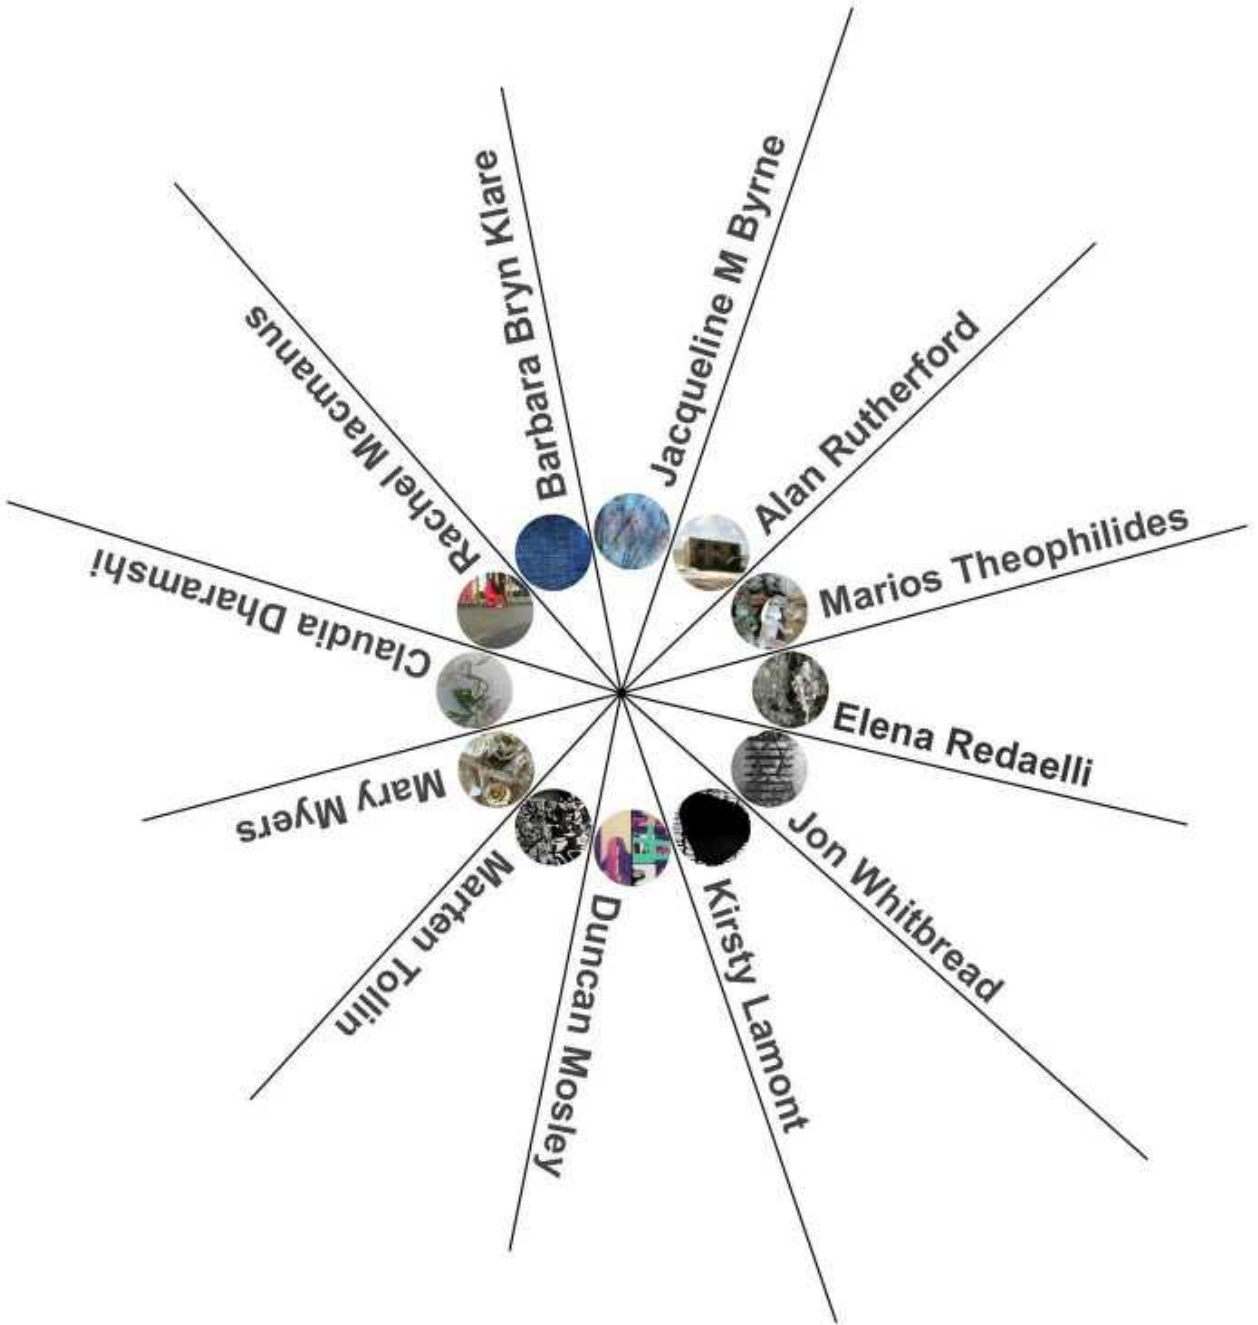 Jacqueline M Byrne
Alan Rutherford
Marios Theophilides
Elena Redaelli
Jon Whitbread
Kirsty Lamont
Duncan Mosley
Marten Tollin
Mary Myers
Claudia Dharamshi
Rachel Macmanus
Barbara Bryn Klare